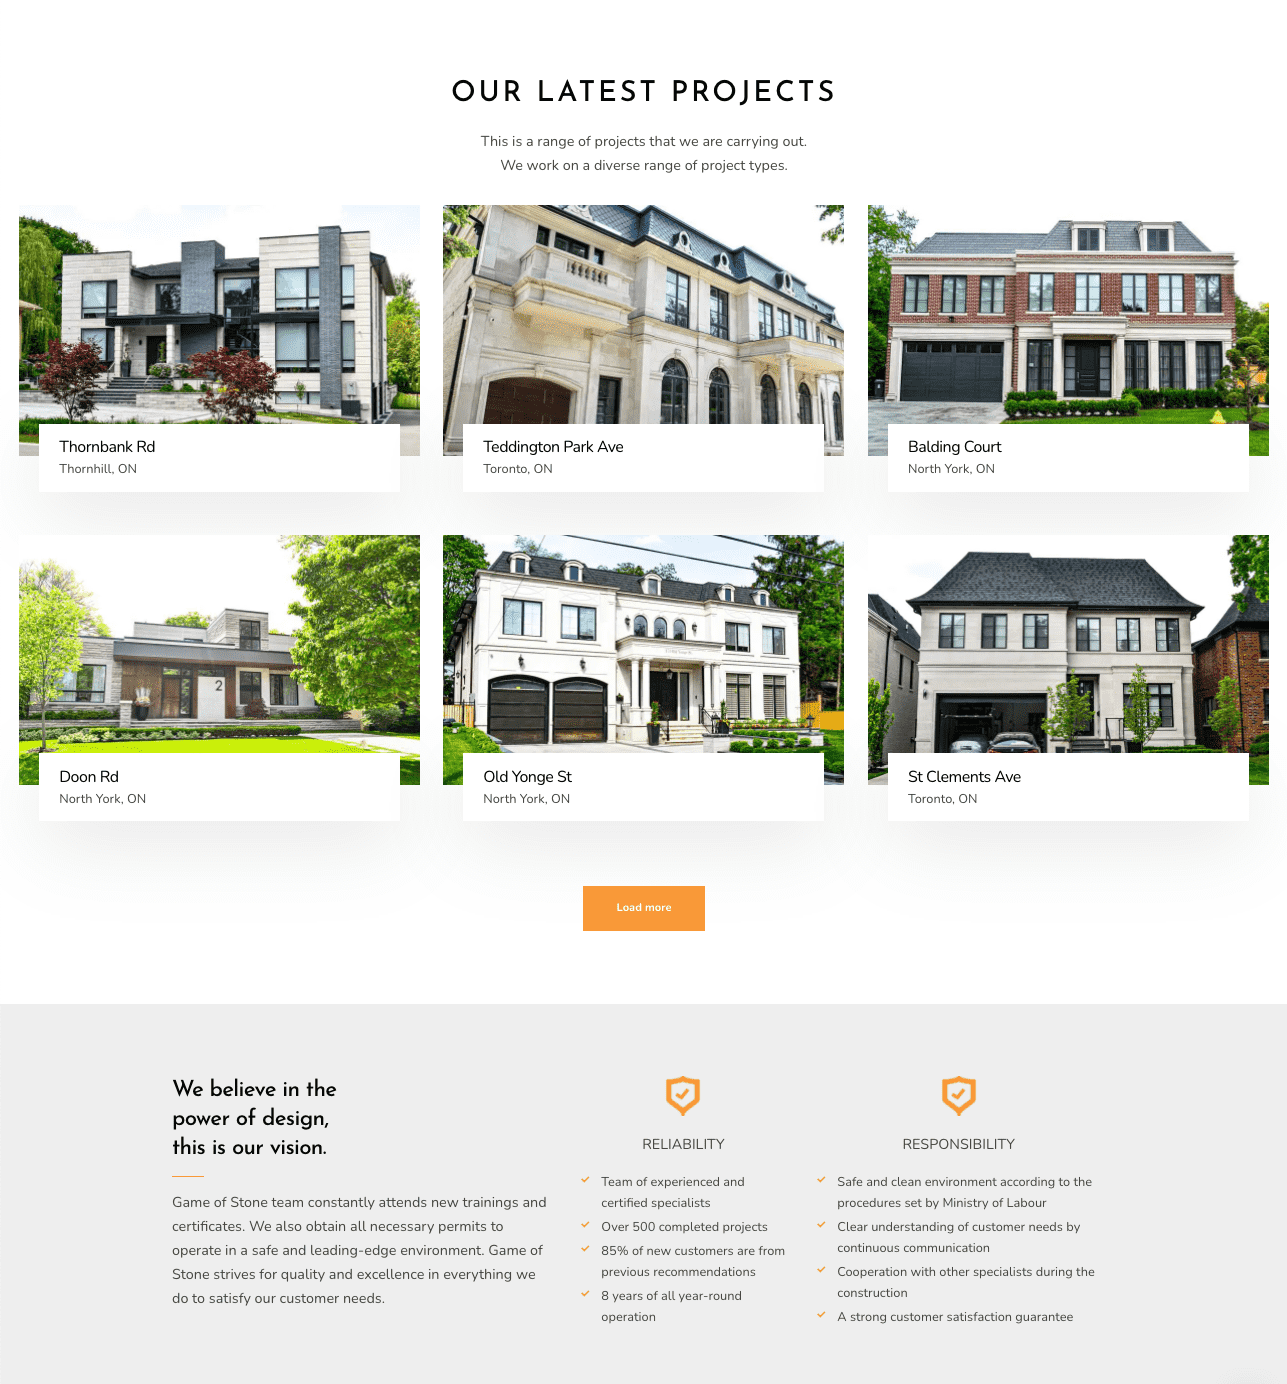 OUR LATEST PROJECTS
This is a range of projects that we are carrying out.
We work on a diverse range of project types.
Thornbank Rd
Thornhill, ON
Teddington Park Ave
Toronto, ON
Balding Court
North York, ON
2
Doon Rd
North York, ON
Old Yonge St
North York, ON
St Clements Ave
Toronto, ON
Load more
We believe in the
power of design,
this is our vision.
Game of Stone team constantly attends new trainings and
certificates. We also obtain all necessary permits to
operate in a safe and leading-edge environment. Game of
Stone strives for quality and excellence in everything we
do to satisfy our customer needs.
RELIABILITY
Team of experienced and
certified specialists
Over 500 completed projects
85% of new customers are from
previous recommendations
8 years of all year-round
operation
RESPONSIBILITY
Safe and clean environment according to the
procedures set by Ministry of Labour
Clear understanding of customer needs by
continuous communication
Cooperation with other specialists during the
construction
A strong customer satisfaction guarantee